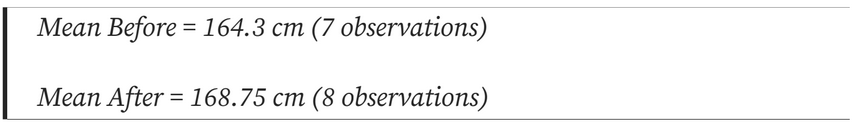 Mean Before = 164.3 cm (7 observations)
Mean After = 168.75 cm (8 observations)